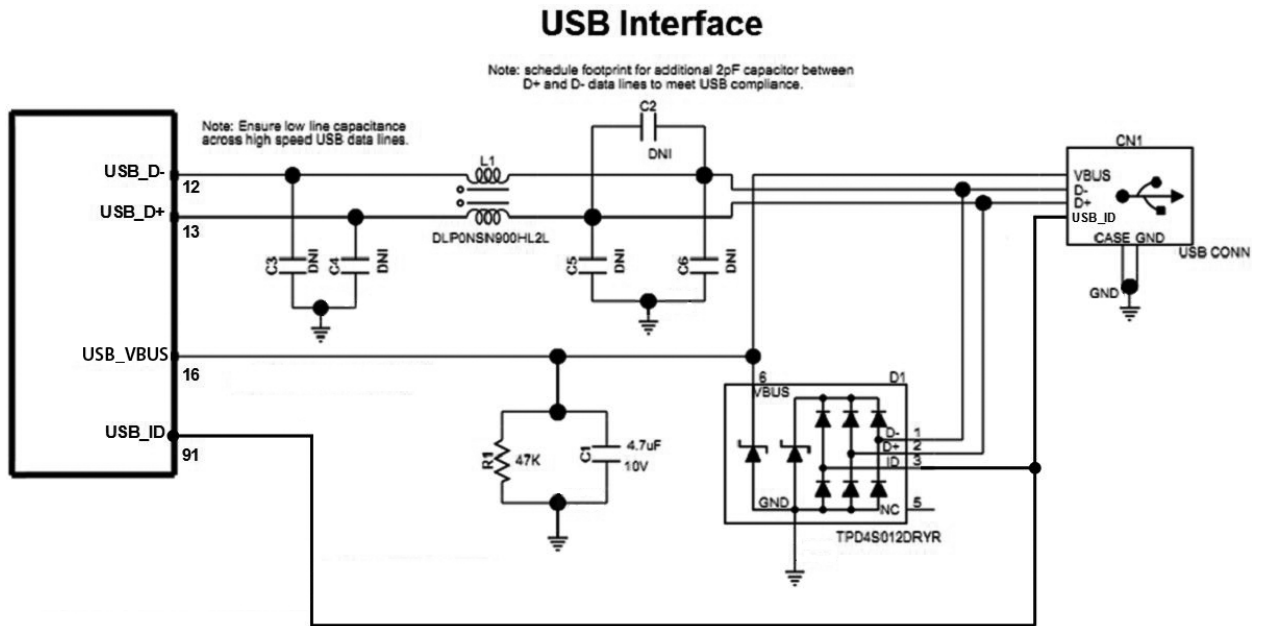 USB Interface
Note: schedule footprint for additional 2pF capacitor between
D+ and D- data lines to meet USB compliance.
Note: Ensure low line capacitance
across high speed USB data lines.
C2
DNI
L1
CN1
USB_D-
12
USB_D+
13
DLIP0NSIN900HL2L
VBUS
D-
D+
USB_ID
CASE GND
USB CONN
GND
C3
DNI
C4
DNI
C5
DNI
C6
DNI
USB_VBUS
16
USB_ID
91
R1
47K
C1
4.7uF
10V
6
VBUS
D1
D- 1
D+ 2
ID 3
GND
NC 5
TPD4S012DRYR